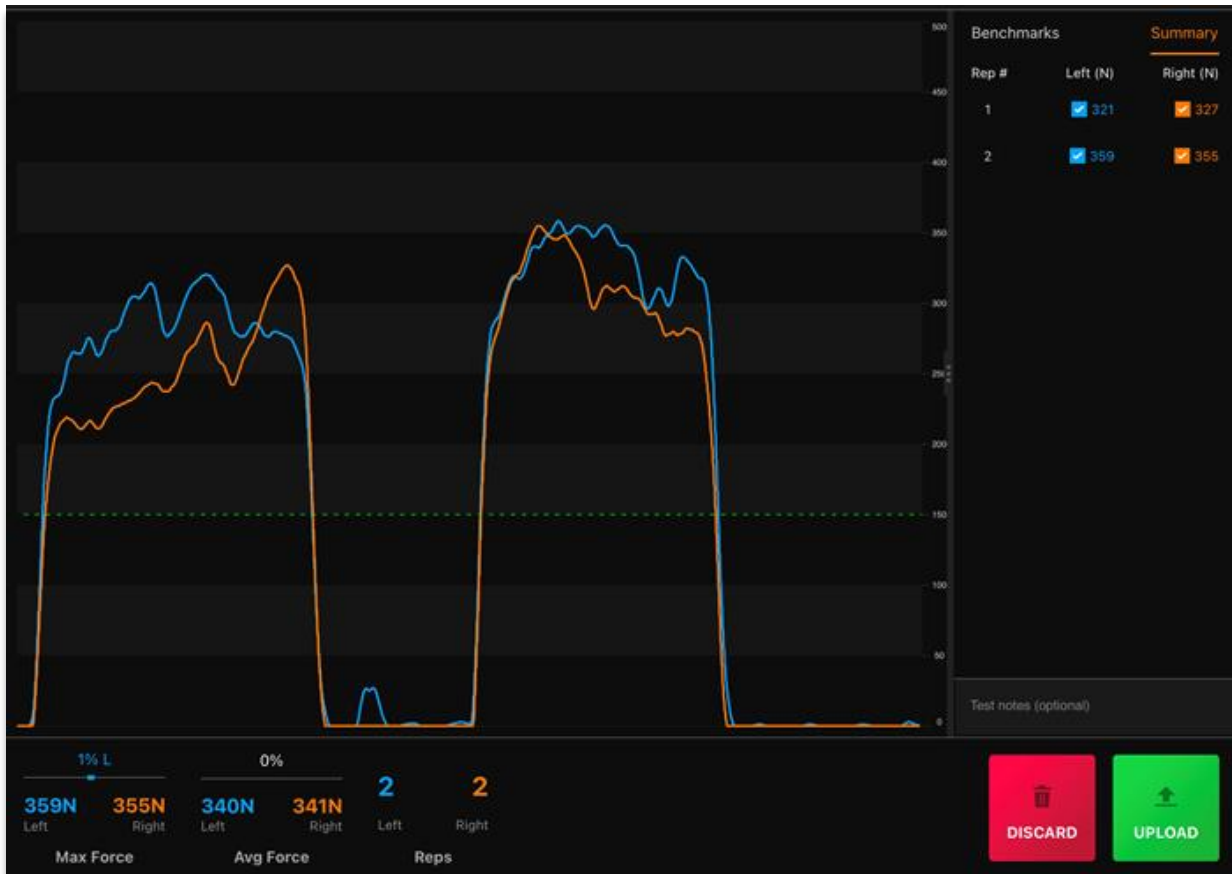 500
450
400
350
300
250
200
150
100
50
0
Benchmarks Summary
Rep # Left (N) Right (N)
1 321 327
2 359 355
Test notes (optional)
1% L
359N 355N
Left Right
Max Force
0%
340N 341N
Left Right
Avg Force
2 2
Left Right
Reps
DISCARD
UPLOAD